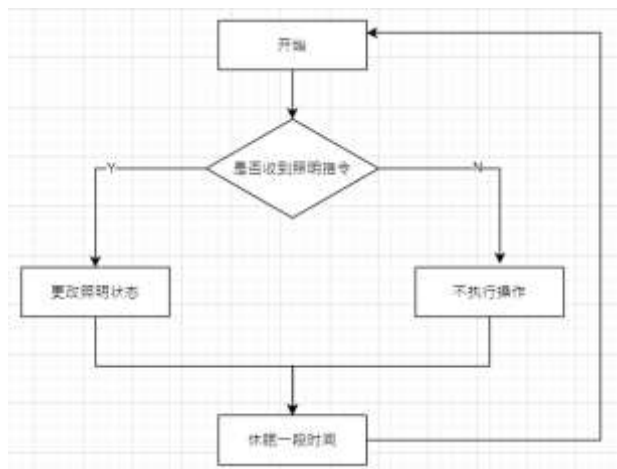 开始
是否收到照明指令
Y
N
更改照明状态
不执行操作
休眠一段时间